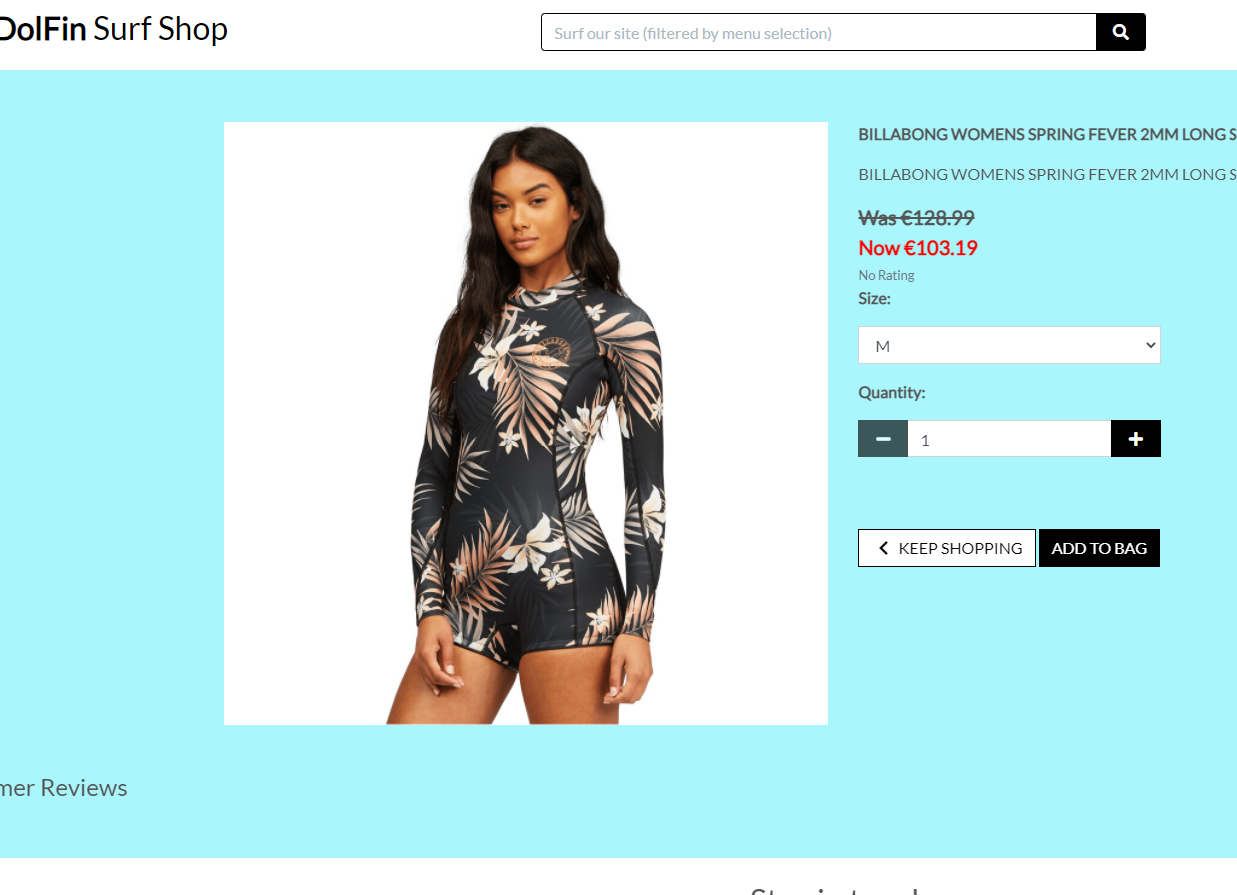 DolFin Surf Shop
Surf our site (filtered by menu selection)
BILLABONG WOMENS SPRING FEVER 2MM LONG S
BILLABONG WOMENS SPRING FEVER 2MM LONG S
Was €128.99
Now €103.19
No Rating
Size:
M
Quantity:
1
KEEP SHOPPING
ADD TO BAG
mer Reviews